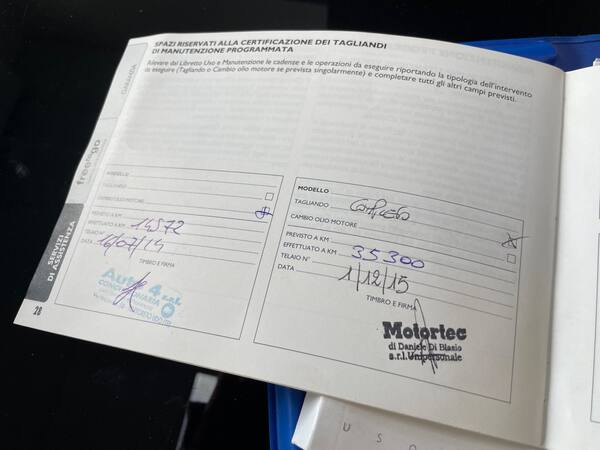 SPAZI RISERVATI ALLA CERTIFICAZIONE DEI TAGLIANDI
DI MANUTENZIONE PROGRAMMATA
Rilevare dal Libretto Uso e Manutenzione le cadenze e le operazioni da eseguire riportando la tipologia dell'intervento
da eseguire (Tagliando o Cambio olio motore se prevista singolarmente) e completare tutti gli altri campi previsti.
GARANZIA
SERVIZI
DI ASSISTENZA
28
MODELLO
TAGLIANDO
CAMBIO OLIO MOTORE
PREVISTO A KM
EFFETTUATO A KM 14572
TELAIO N°
DATA 16/07/14
TIMBRO E FIRMA
Auto 4 s.r.l.
CONCESSIONARIA
MODELLO
TAGLIANDO COMPLETO
CAMBIO OLIO MOTORE
PREVISTO A KM
EFFETTUATO A KM 35300
TELAIO N°
DATA 1/12/15
TIMBRO E FIRMA
Motortec
di Daniele Di Blasio
s.r.l. Unipersonale
U S O